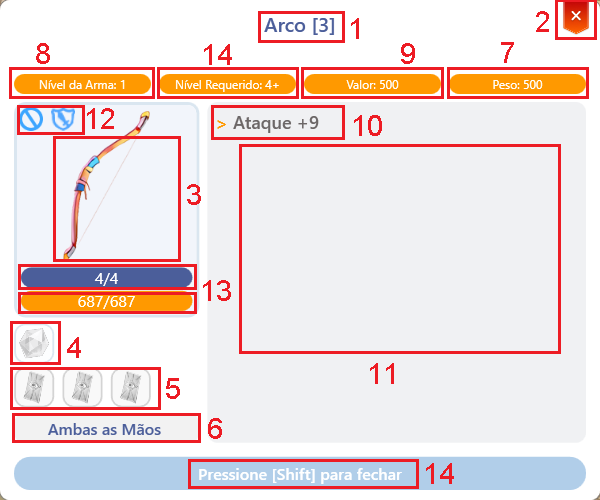 Arco [3]
1
2
×
8
14
9
7
Nível da Arma: 1
Nível Requerido: 4+
Valor: 500
Peso: 500
12
> Ataque +9
10
3
4/4
687/687
13
4
11
5
Ambas as Mãos
6
Pressione [Shift] para fechar
14